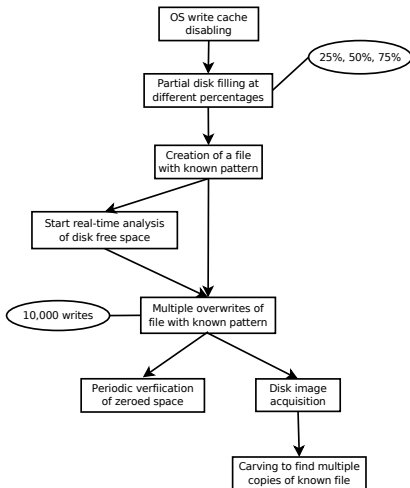 OS write cache
disabling
25%, 50%, 75%
Partial disk filling at
different percentages
Creation of a file
with known pattern
Start real-time analysis
of disk free space
10,000 writes
Multiple overwrites of
file with known pattern
Periodic verfiication
of zeroed space
Disk image
acquisition
Carving to find multiple
copies of known file